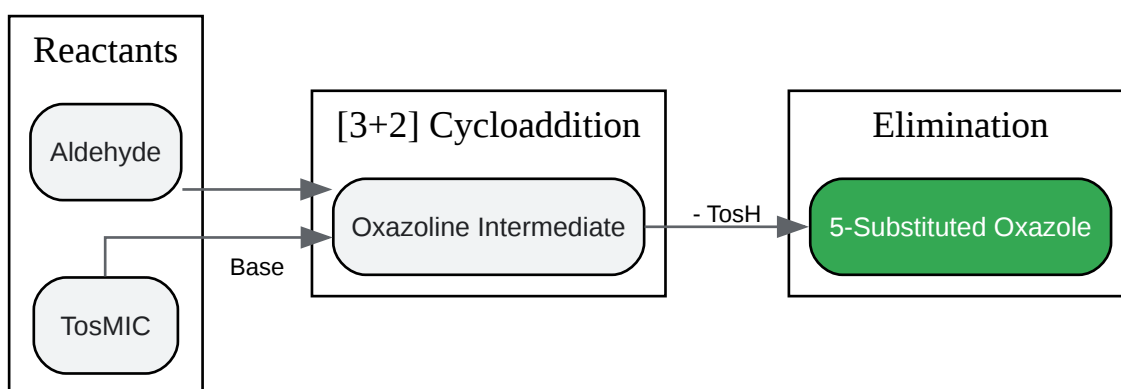 Reactants
Aldehyde
TosMIC
Base
[3+2] Cycloaddition
Oxazoline Intermediate
- TosH
Elimination
5-Substituted Oxazole